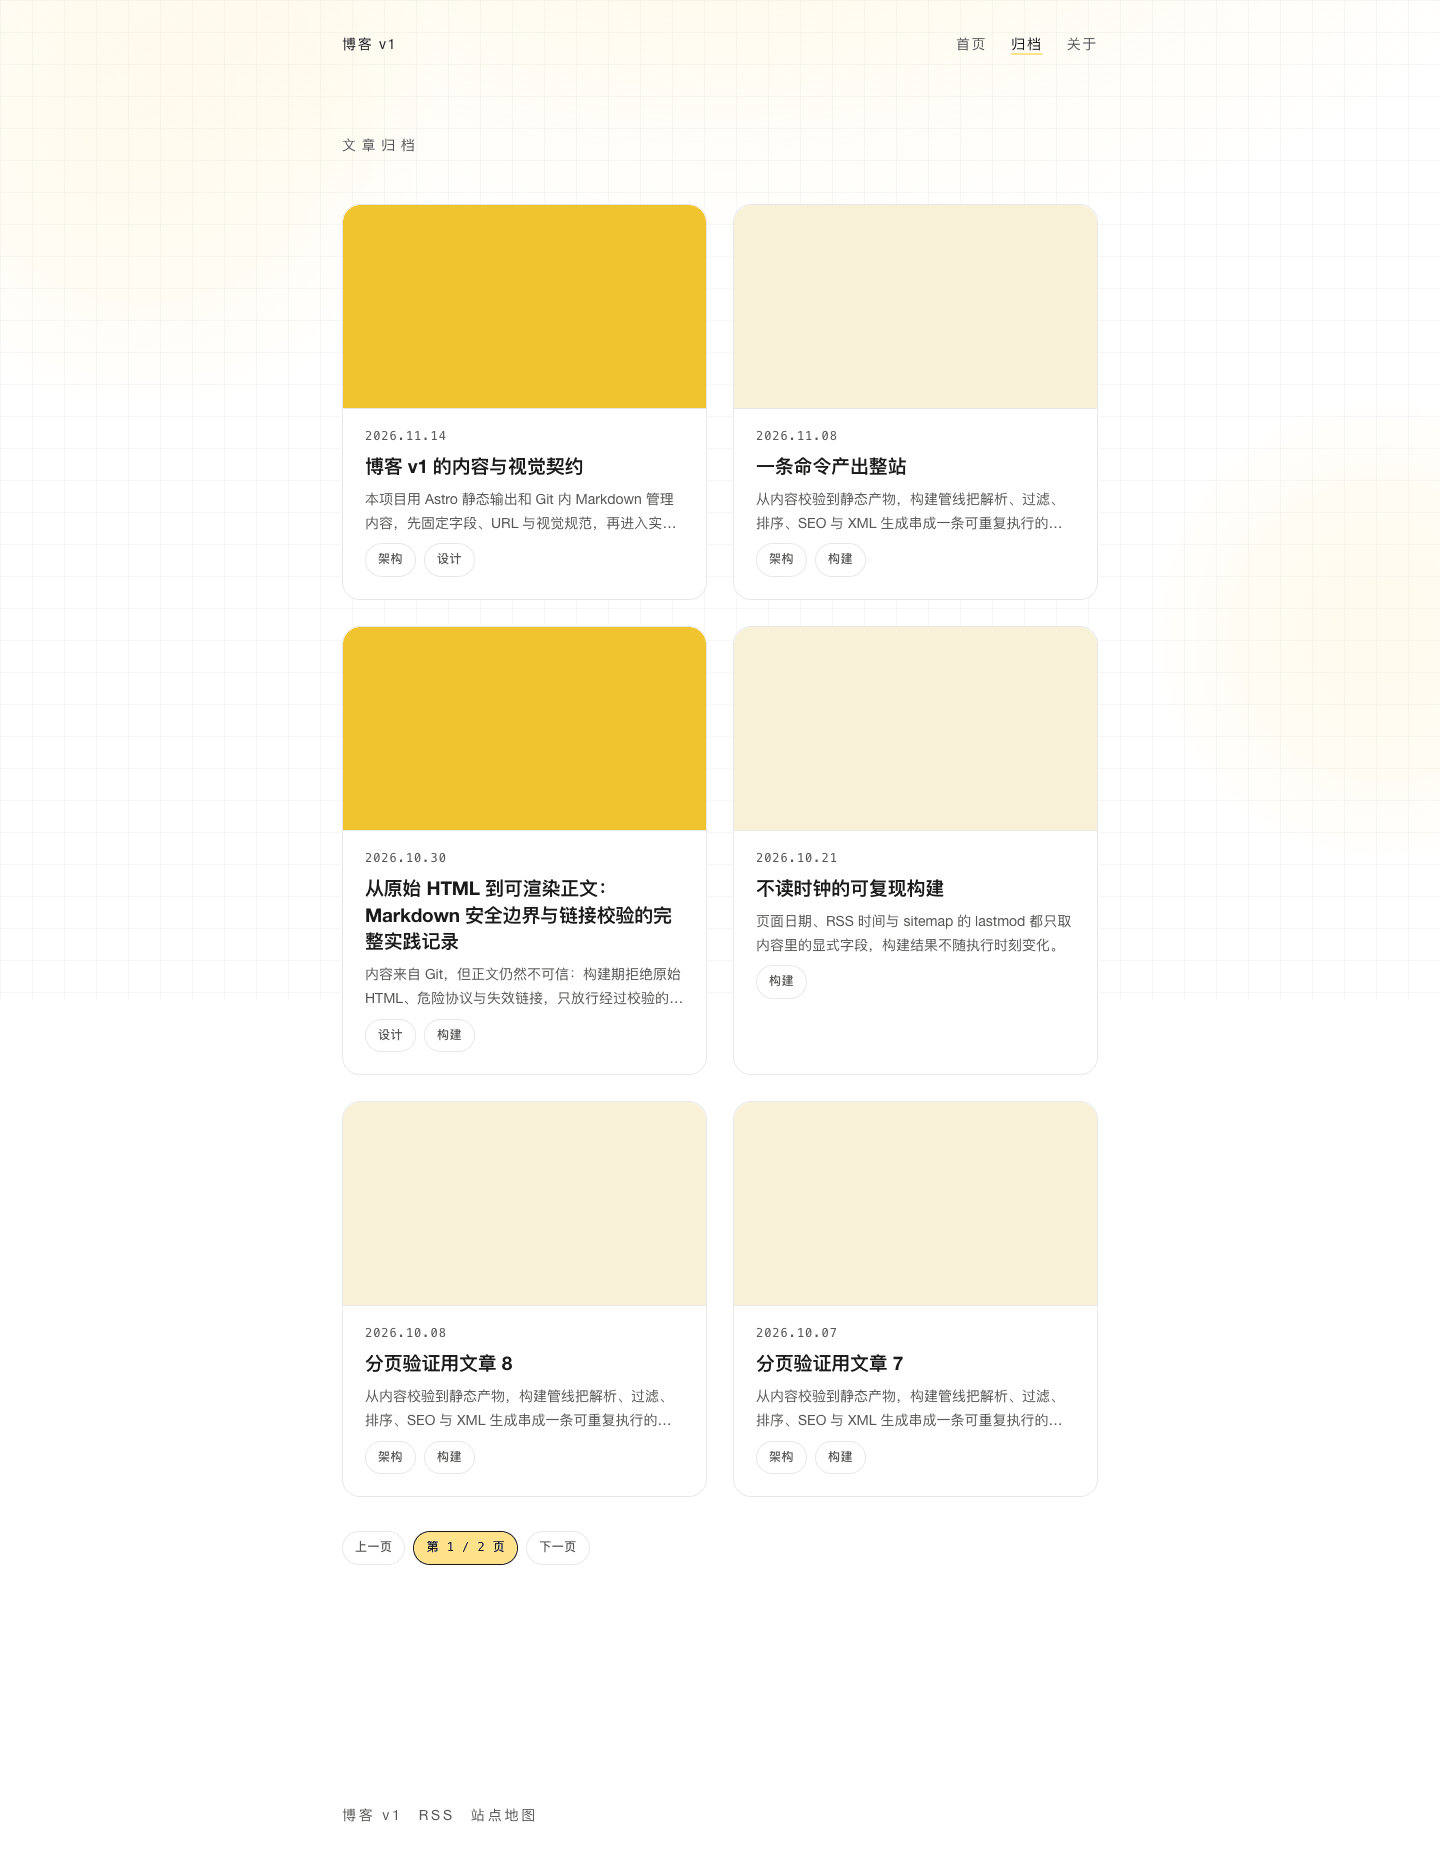 博客 v1
首页 归档 关于
文章归档
2026.11.14
博客 v1 的内容与视觉契约
本项目用 Astro 静态输出和 Git 内 Markdown 管理
内容，先固定字段、URL 与视觉规范，再进入实…
架构 设计
2026.11.08
一条命令产出整站
从内容校验到静态产物，构建管线把解析、过滤、
排序、SEO 与 XML 生成串成一条可重复执行的…
架构 构建
2026.10.30
从原始 HTML 到可渲染正文：
Markdown 安全边界与链接校验的完
整实践记录
内容来自 Git，但正文仍然不可信：构建期拒绝原始
HTML、危险协议与失效链接，只放行经过校验的…
设计 构建
2026.10.21
不读时钟的可复现构建
页面日期、RSS 时间与 sitemap 的 lastmod 都只取
内容里的显式字段，构建结果不随执行时刻变化。
构建
2026.10.08
分页验证用文章 8
从内容校验到静态产物，构建管线把解析、过滤、
排序、SEO 与 XML 生成串成一条可重复执行的…
架构 构建
2026.10.07
分页验证用文章 7
从内容校验到静态产物，构建管线把解析、过滤、
排序、SEO 与 XML 生成串成一条可重复执行的…
架构 构建
上一页 第 1 / 2 页 下一页
博客 v1 RSS 站点地图